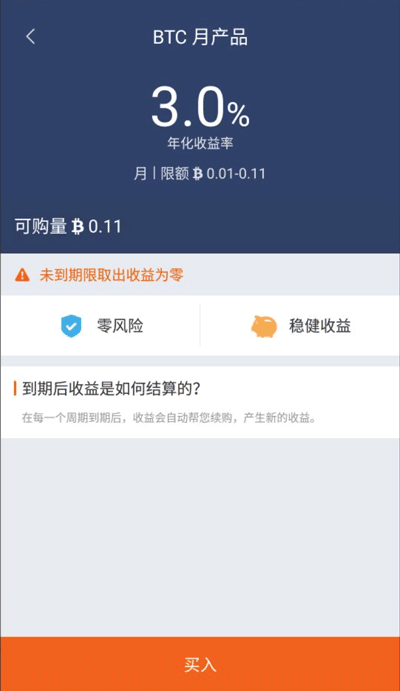 BTC 月产品
3.0%
年化收益率
月 | 限额 ₿ 0.01-0.11
可购量 ₿ 0.11
未到期限取出收益为零
零风险 稳健收益
到期后收益是如何结算的？
在每一个周期到期后，收益会自动帮您续购，产生新的收益。
买入